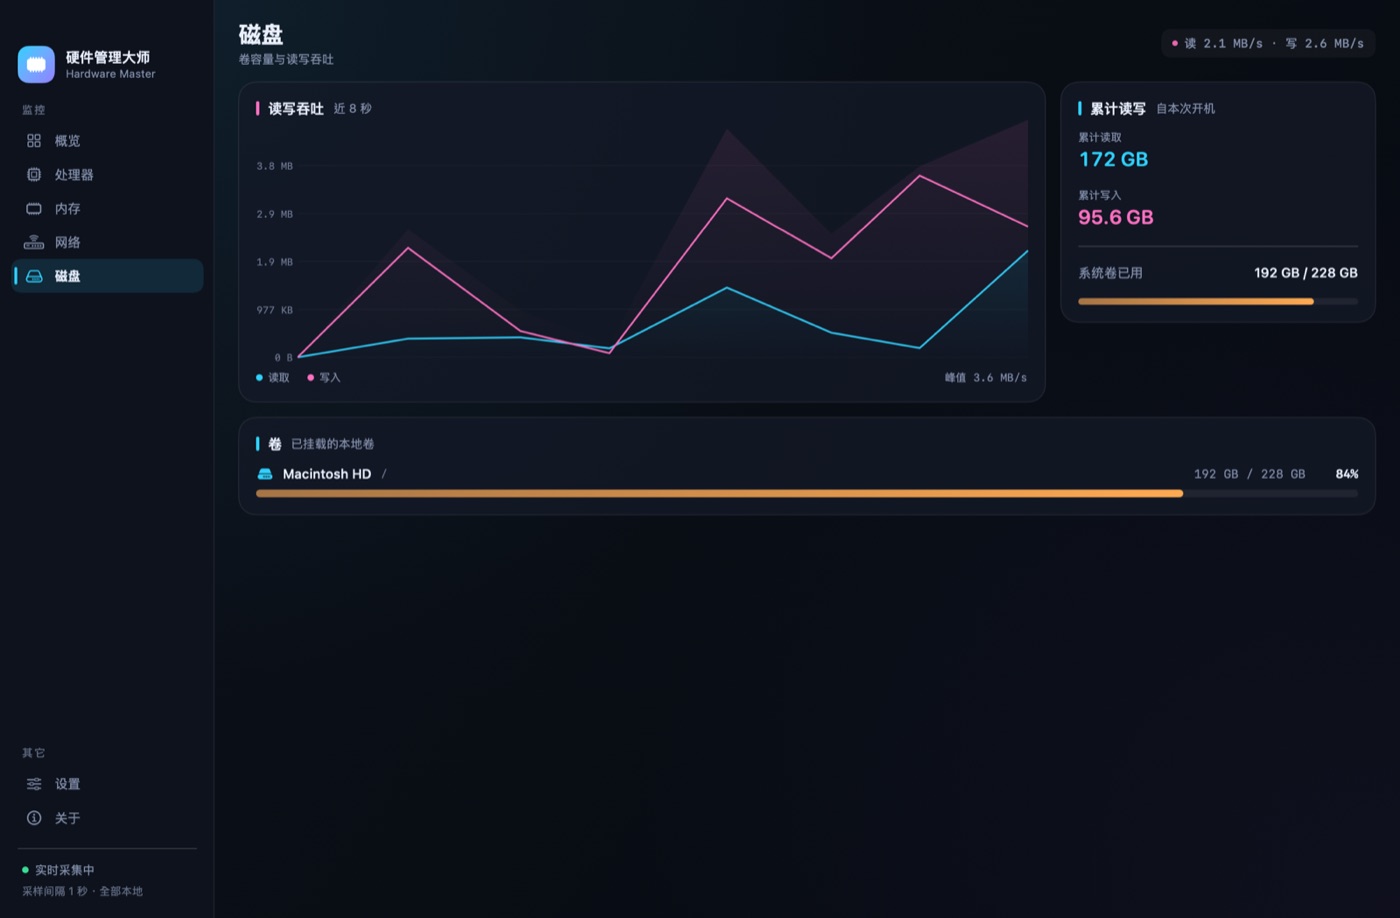 硬件管理大师
Hardware Master
监控
概览
处理器
内存
网络
磁盘
其它
设置
关于
实时采集中
采样间隔 1 秒 · 全部本地
磁盘
卷容量与读写吞吐
读 2.1 MB/s · 写 2.6 MB/s
读写吞吐 近 8 秒
3.8 MB
2.9 MB
1.9 MB
977 KB
0 B
读取 写入
峰值 3.6 MB/s
累计读写 自本次开机
累计读取
172 GB
累计写入
95.6 GB
系统卷已用 192 GB / 228 GB
卷 已挂载的本地卷
Macintosh HD / 192 GB / 228 GB 84%